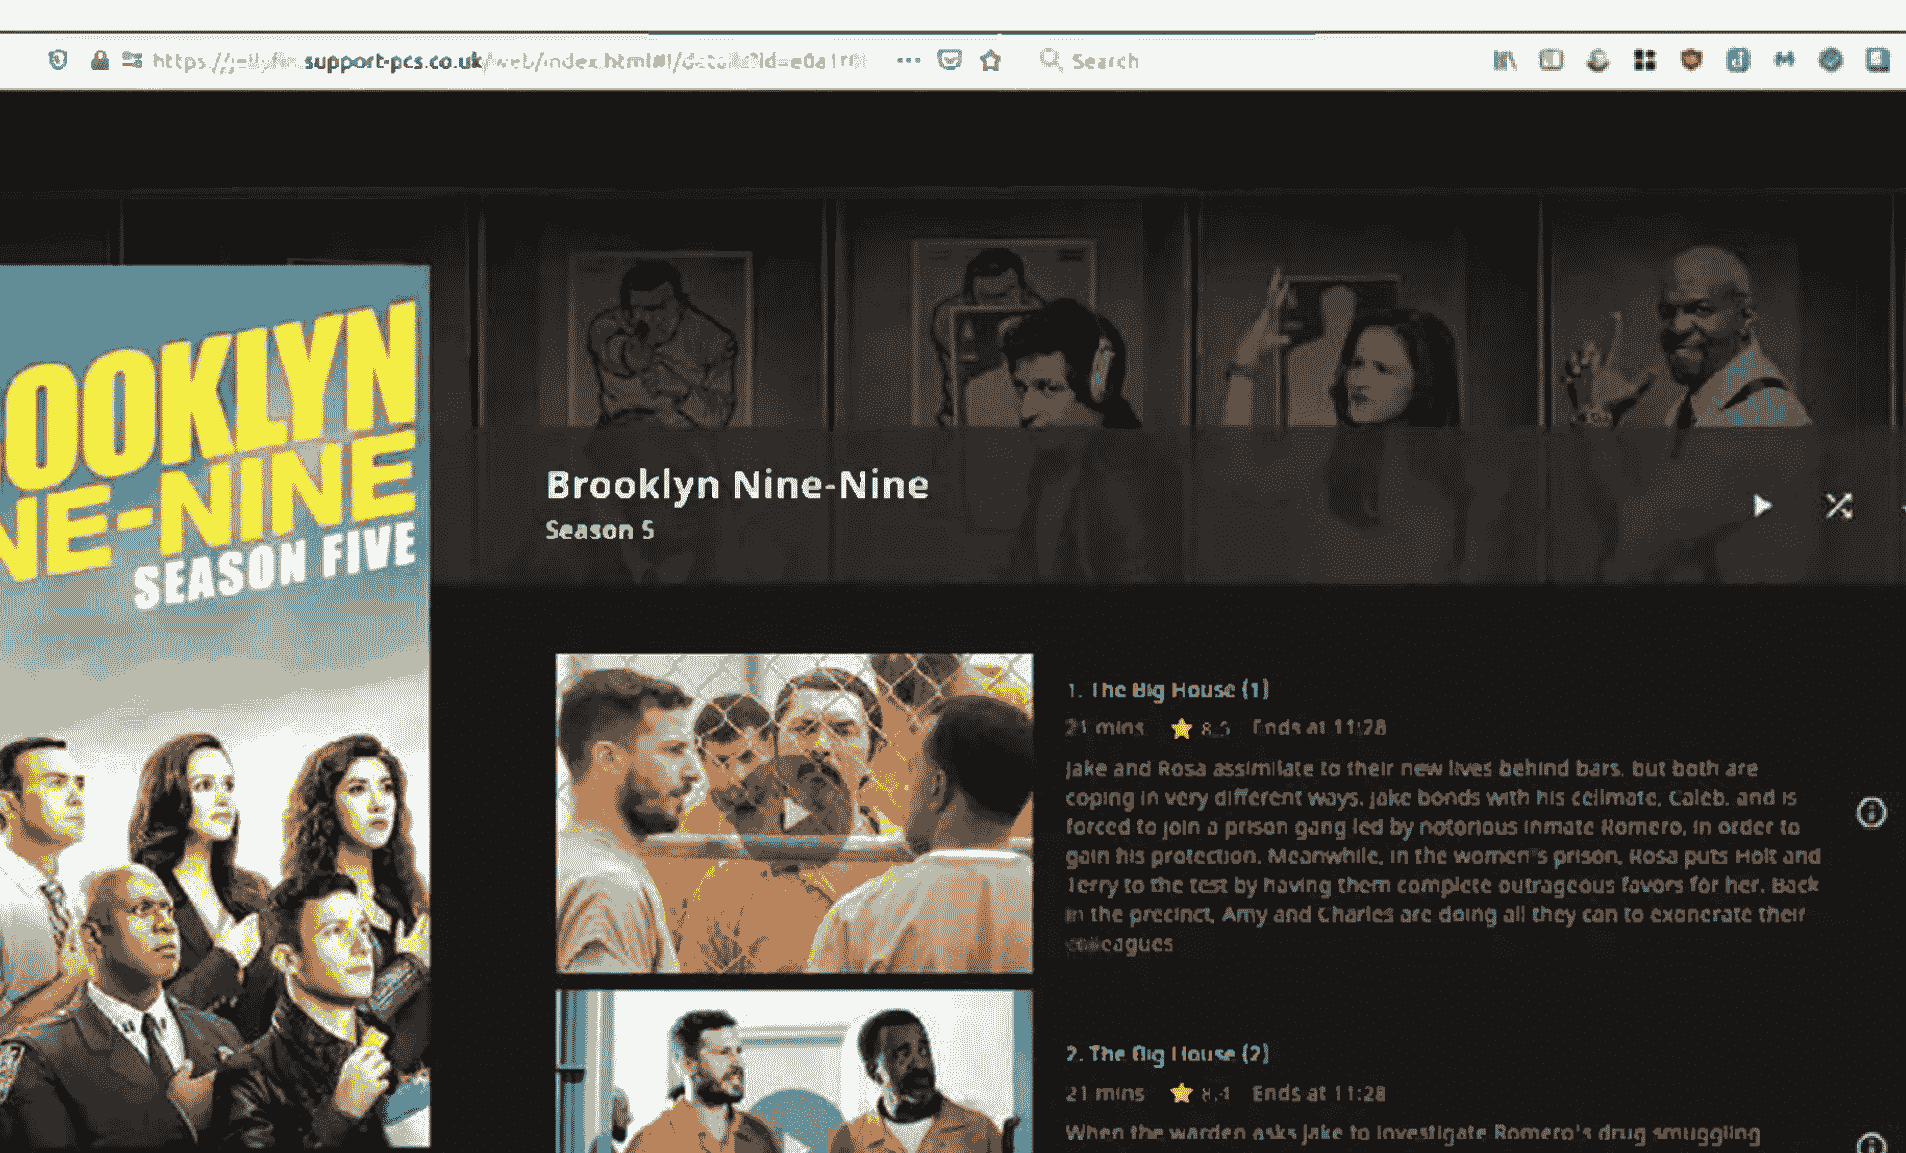 support-pcs.co.uk/web/index.html#!/
Search
OOKLYN
NE-NINE
SEASON FIVE
Brooklyn Nine-Nine
Season 5
1. The Big House (1)
21 mins Ends at 11:28
Jake and Rosa assimilate to their new lives behind bars, but both are
coping in very different ways. Jake bonds with his cellmate, Caleb, and is
forced to join a prison gang led by notorious inmate Romero, in order to
gain his protection. Meanwhile, in the women's prison, Rosa puts Holt and
Terry to the test by having them complete outrageous favors for her. Back
in the precinct, Amy and Charles are doing all they can to exonerate their
colleagues
2. The Big House (2)
21 mins 8.4 Ends at 11:28
When the warden asks Jake to investigate Romero's drug smuggling